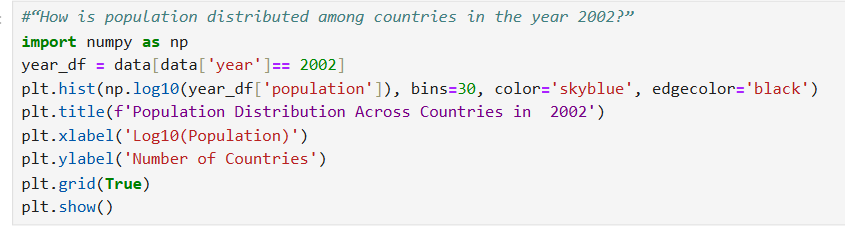 #“How is population distributed among countries in the year 2002?”
import numpy as np
year_df = data[data['year']== 2002]
plt.hist(np.log10(year_df['population']), bins=30, color='skyblue', edgecolor='black')
plt.title(f'Population Distribution Across Countries in  2002')
plt.xlabel('Log10(Population)')
plt.ylabel('Number of Countries')
plt.grid(True)
plt.show()